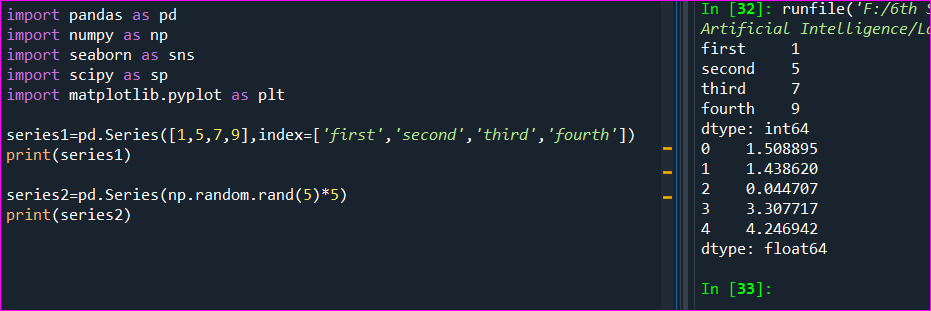 import pandas as pd
import numpy as np
import seaborn as sns
import scipy as sp
import matplotlib.pyplot as plt
series1=pd.Series([1,5,7,9],index=['first','second','third','fourth'])
print(series1)
series2=pd.Series(np.random.rand(5)*5)
print(series2)
In [32]: runfile('F:/6th
Artificial Intelligence/
first 1
second 5
third 7
fourth 9
dtype: int64
0 1.508895
1 1.438620
2 0.044707
3 3.307717
4 4.246942
dtype: float64
In [33]: